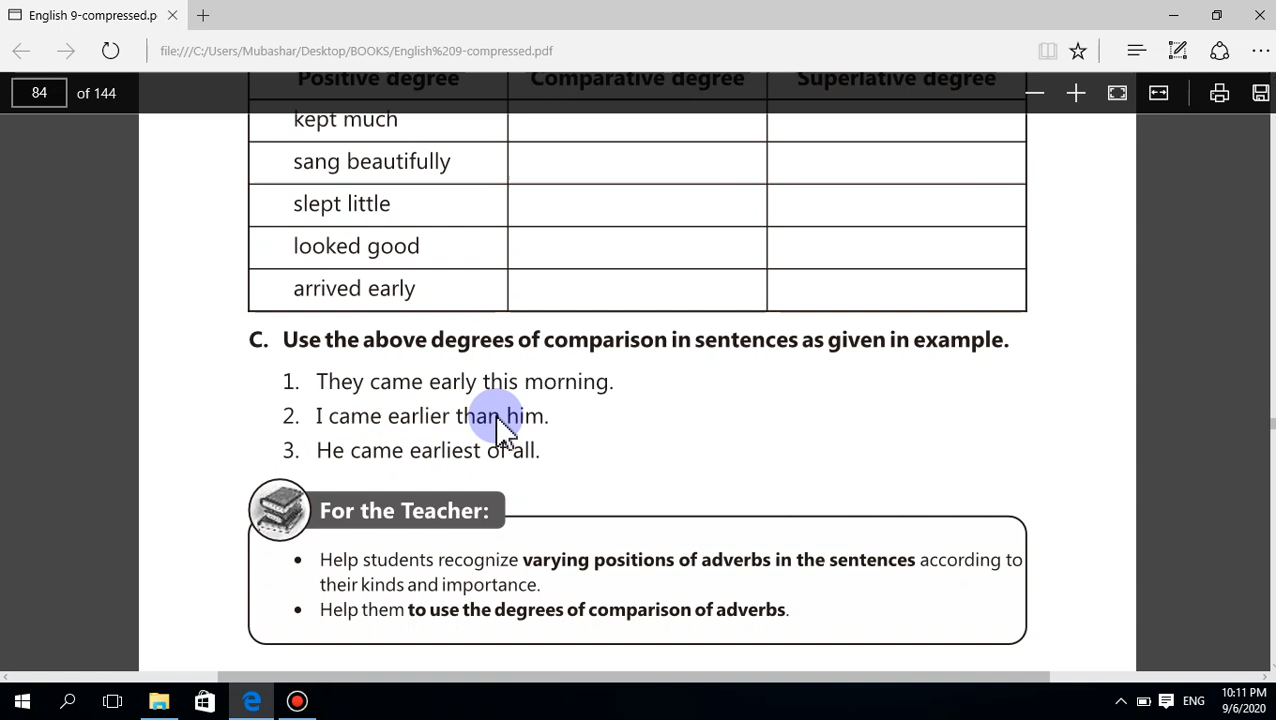 English 9-compressed.p
file:///C:/Users/Mubashar/Desktop/BOOKS/English%209-compressed.pdf
84 of 144
Positive degree Comparative degree Superlative degree
kept much
sang beautifully
slept little
looked good
arrived early
C. Use the above degrees of comparison in sentences as given in example.
1. They came early this morning.
2. I came earlier than him.
3. He came earliest of all.
For the Teacher:
• Help students recognize varying positions of adverbs in the sentences according to
their kinds and importance.
• Help them to use the degrees of comparison of adverbs.
ENG
10:11 PM
9/6/2020